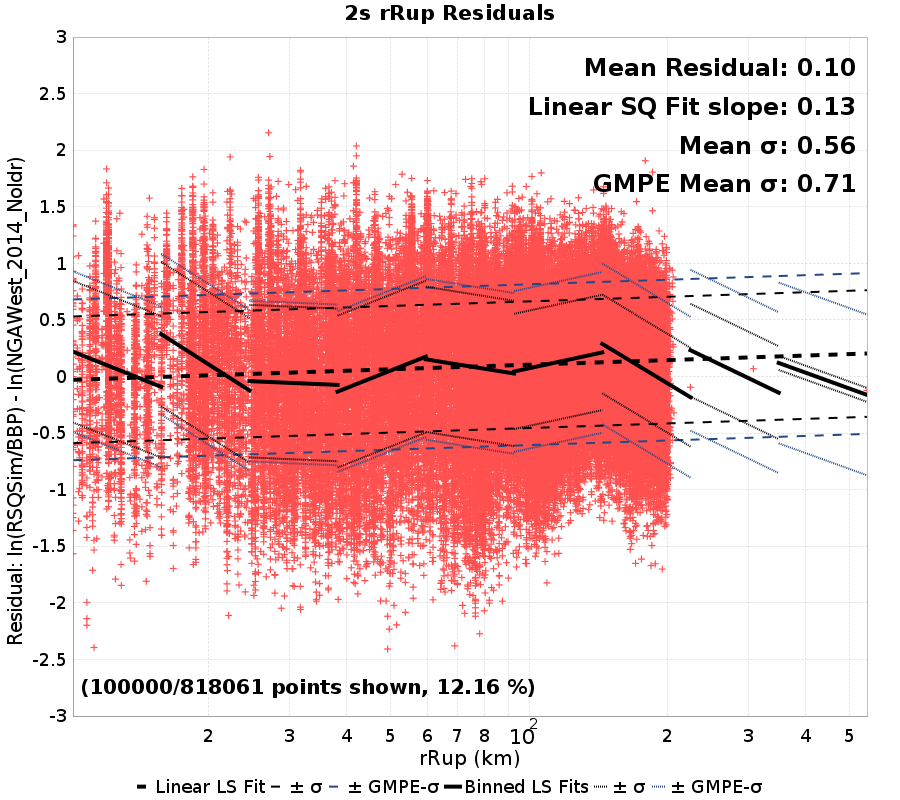 2s rRup Residuals
Mean Residual: 0.10
Linear SQ Fit slope: 0.13
Mean σ: 0.56
GMPE Mean σ: 0.71
Residual: ln(RSQSim/BBP) - ln(NGAWest_2014_NoIdr)
3
2.5
2
1.5
1
0.5
0
-0.5
-1
-1.5
-2
-2.5
-3
(100000/818061 points shown, 12.16 %)
2 3 4 5 6 7 8 10² 2 3 4 5
rRup (km)
Linear LS Fit ± σ ± GMPE-σ Binned LS Fits ± σ ± GMPE-σ